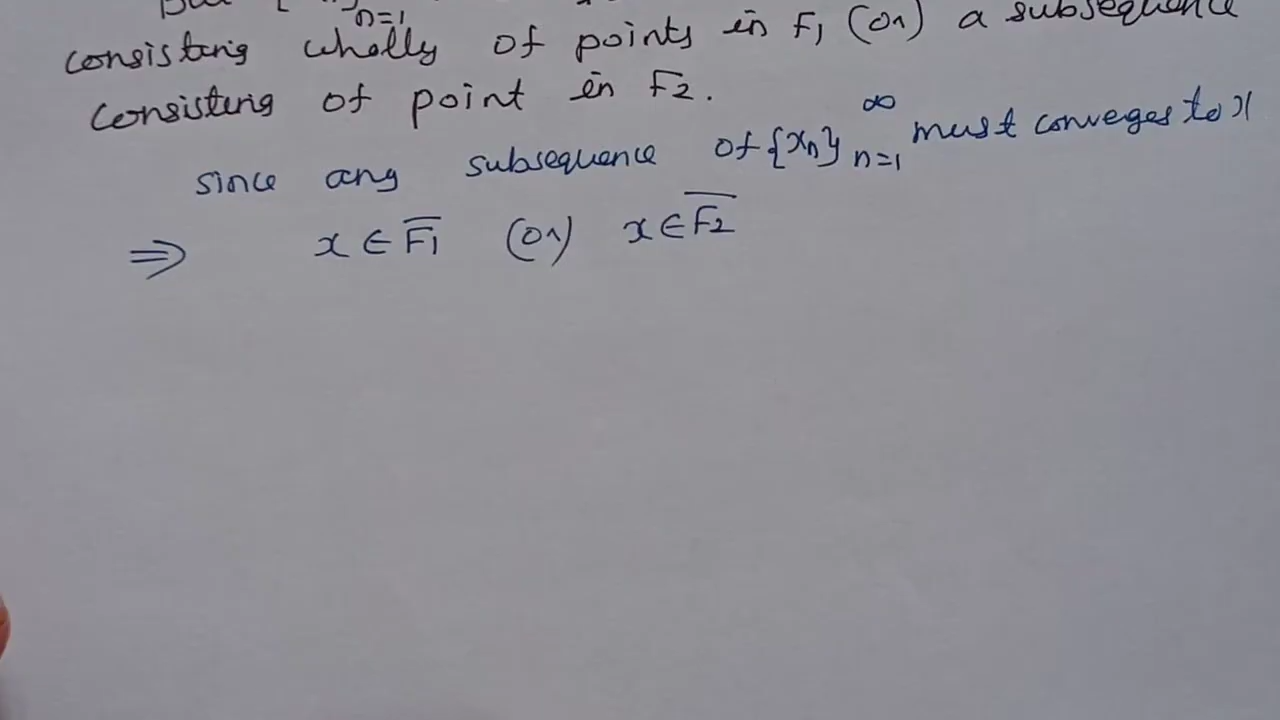 n=1
consisting wholly of points in F1 (or) a subsequence
consisting of point in F2.
since any subsequence of {xn} ∞ n=1 must converges to x
⇒ x ∈ F̅1 (or) x ∈ F̅2